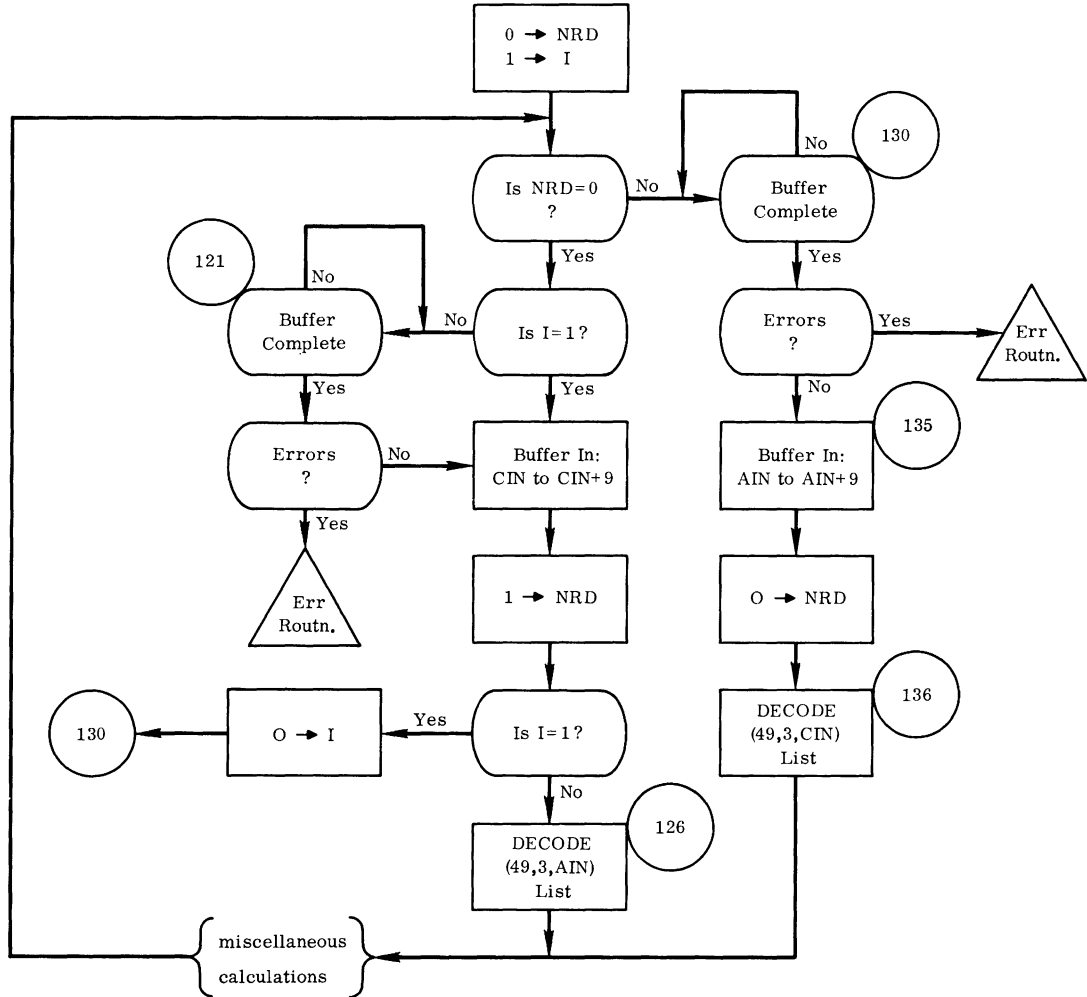 0 → NRD
1 → I
130
Is NRD=0
?
No
No
Buffer
Complete
Yes
Yes
121
No
Buffer
Complete
No
Is I=1?
Errors
?
Yes
Err
Routn.
Yes
Yes
No
135
Errors
?
No
Buffer In:
CIN to CIN+9
Buffer In:
AIN to AIN+9
Yes
Err
Routn.
1 → NRD
O → NRD
136
130
O → I
Yes
Is I=1?
DECODE
(49,3,CIN)
List
No
126
DECODE
(49,3,AIN)
List
miscellaneous
calculations